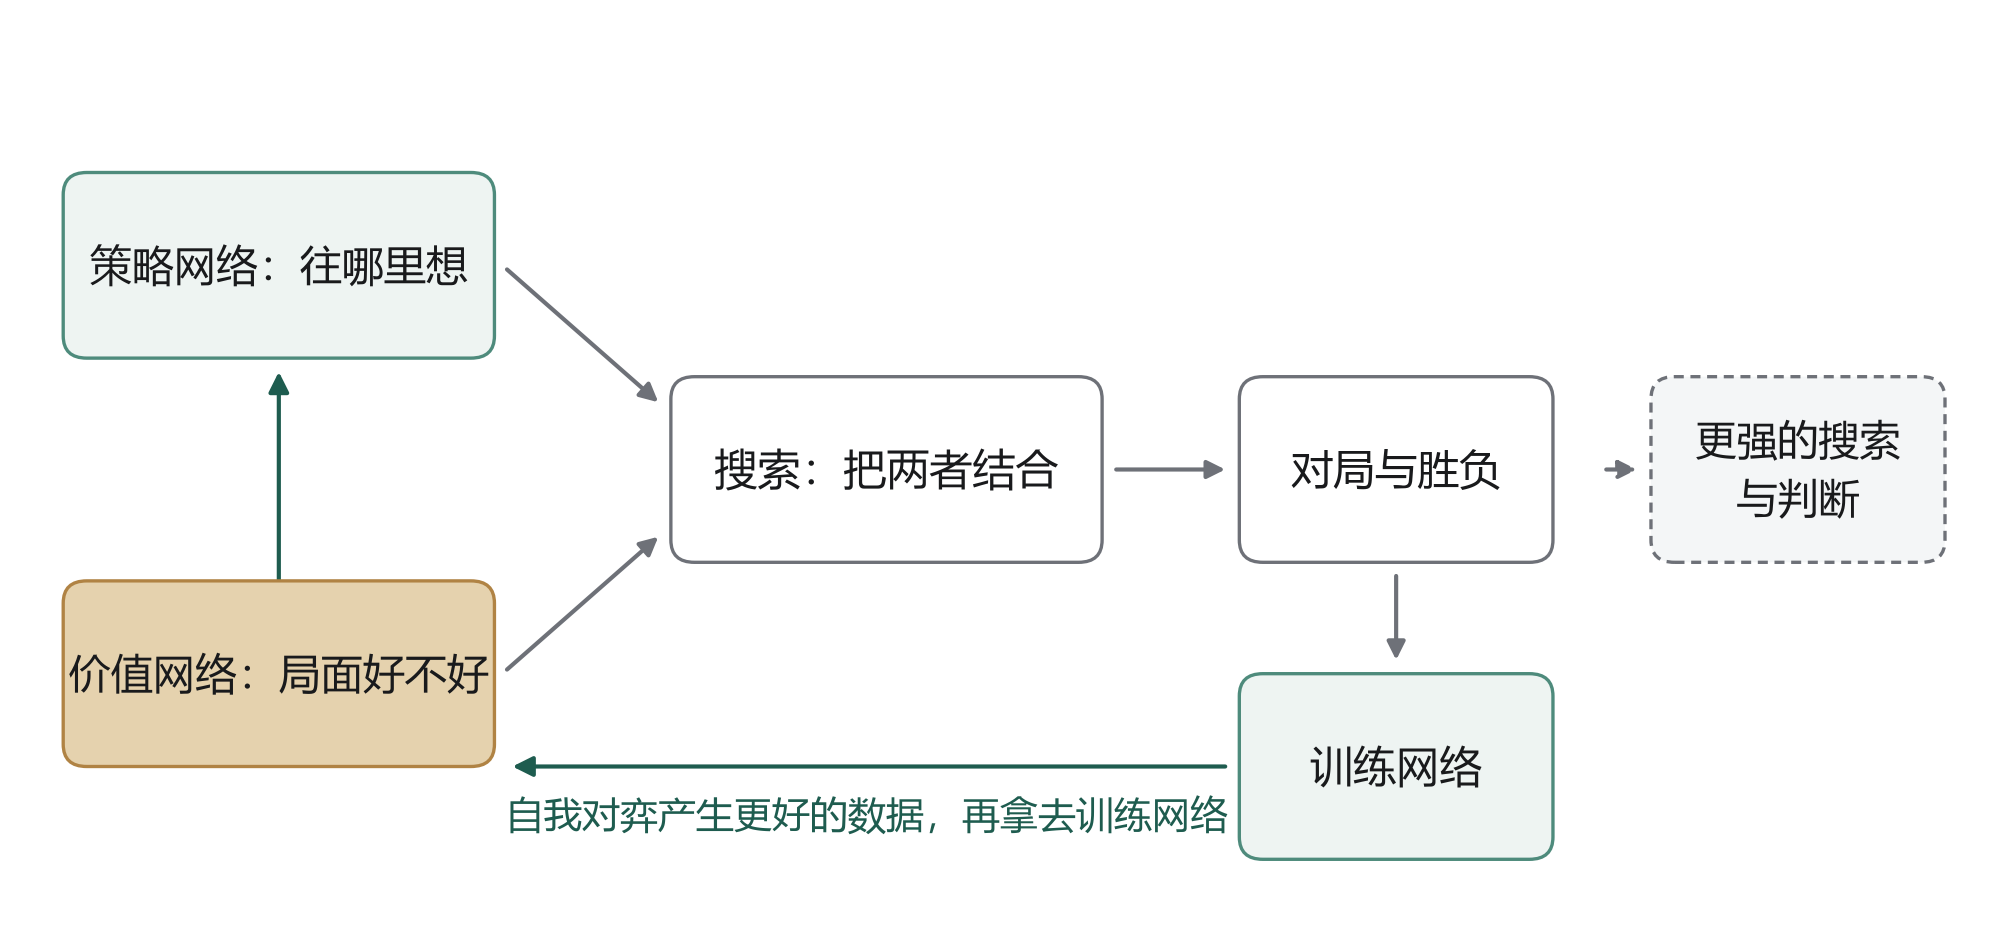 策略网络：往哪里想
搜索：把两者结合
对局与胜负
更强的搜索
与判断
价值网络：局面好不好
训练网络
自我对弈产生更好的数据，再拿去训练网络